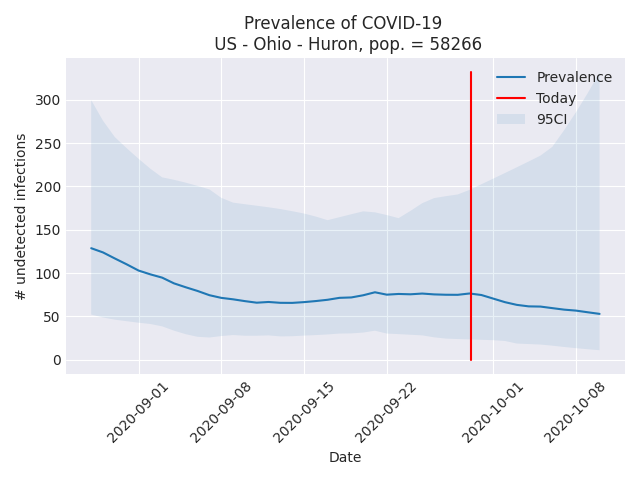 Prevalence of COVID-19
US - Ohio - Huron, pop. = 58266
Prevalence
Today
95CI
# undetected infections
300
250
200
150
100
50
0
2020-09-01
2020-09-08
2020-09-15
2020-09-22
2020-10-01
2020-10-08
Date